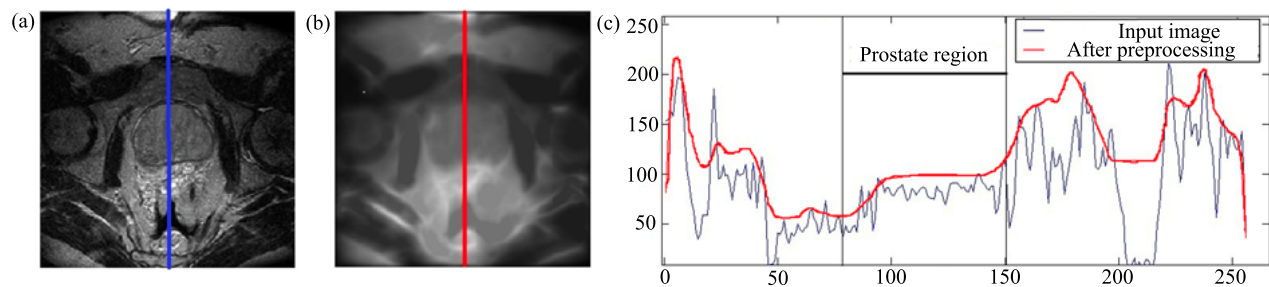 (a)
(b)
(c)
250
200
150
100
50
0
50
100
150
200
250
Prostate region
Input image
After preprocessing